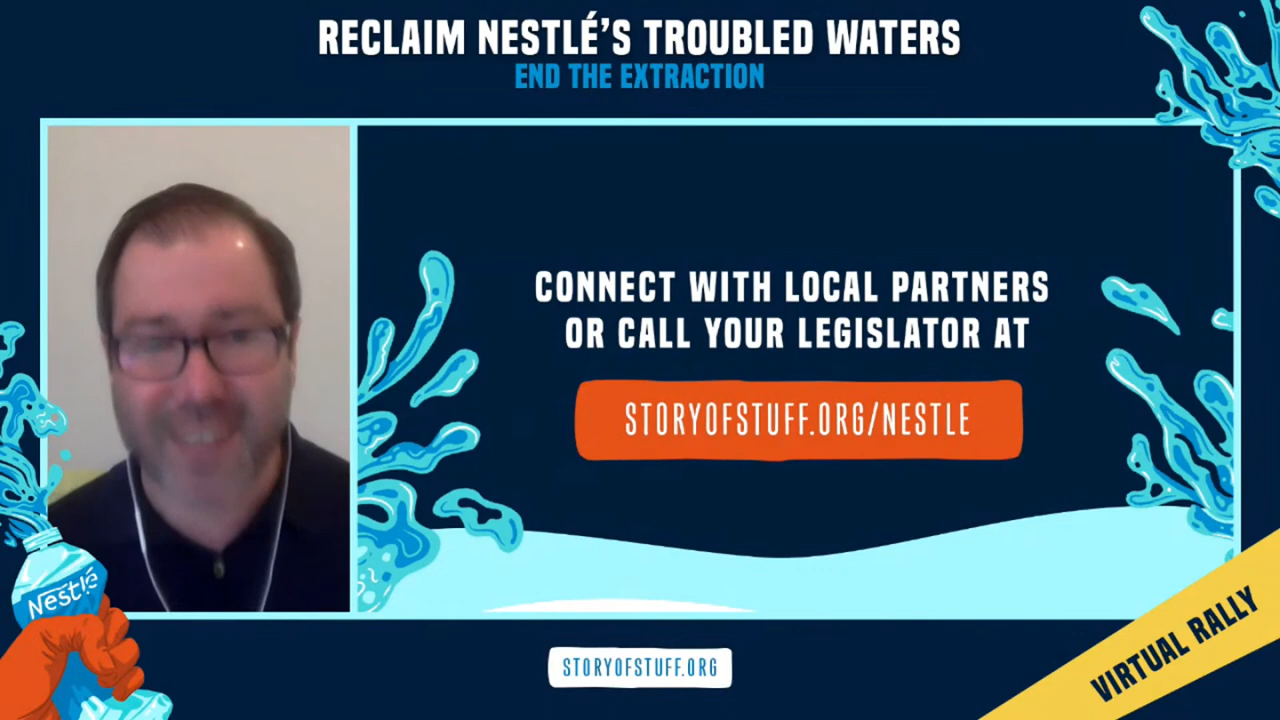 RECLAIM NESTLÉ'S TROUBLED WATERS
END THE EXTRACTION
CONNECT WITH LOCAL PARTNERS
OR CALL YOUR LEGISLATOR AT
STORYOFSTUFF.ORG/NESTLE
Nestlé
STORYOFSTUFF.ORG
VIRTUAL RALLY